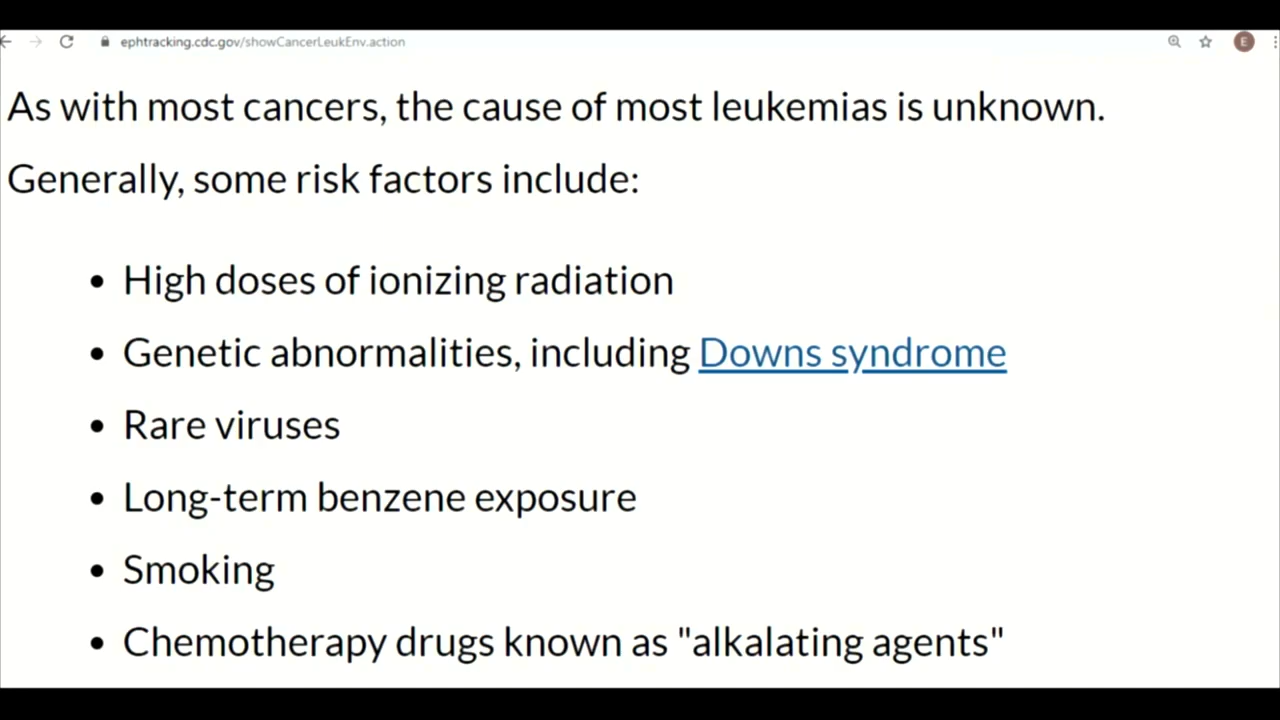 ephtracking.cdc.gov/showCancerLeukEnv.action
E
As with most cancers, the cause of most leukemias is unknown.
Generally, some risk factors include:
• High doses of ionizing radiation
• Genetic abnormalities, including Downs syndrome
• Rare viruses
• Long-term benzene exposure
• Smoking
• Chemotherapy drugs known as "alkalating agents"